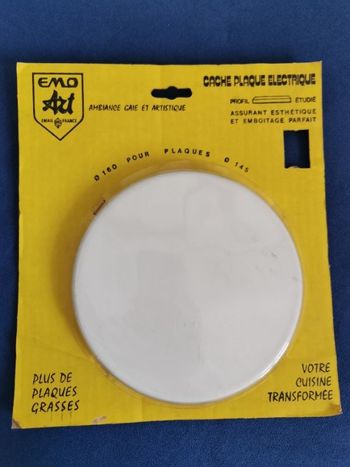 EMO
Art
EMAIL FRANCE
AMBIANCE GAIE ET ARTISTIQUE
CACHE PLAQUE ELECTRIQUE
PROFIL ÉTUDIÉ
ASSURANT ESTHÉTIQUE
ET EMBOITAGE PARFAIT
Ø 160 POUR PLAQUES Ø 145
PLUS DE
PLAQUES
GRASSES
VOTRE
CUISINE
TRANSFORMÉE